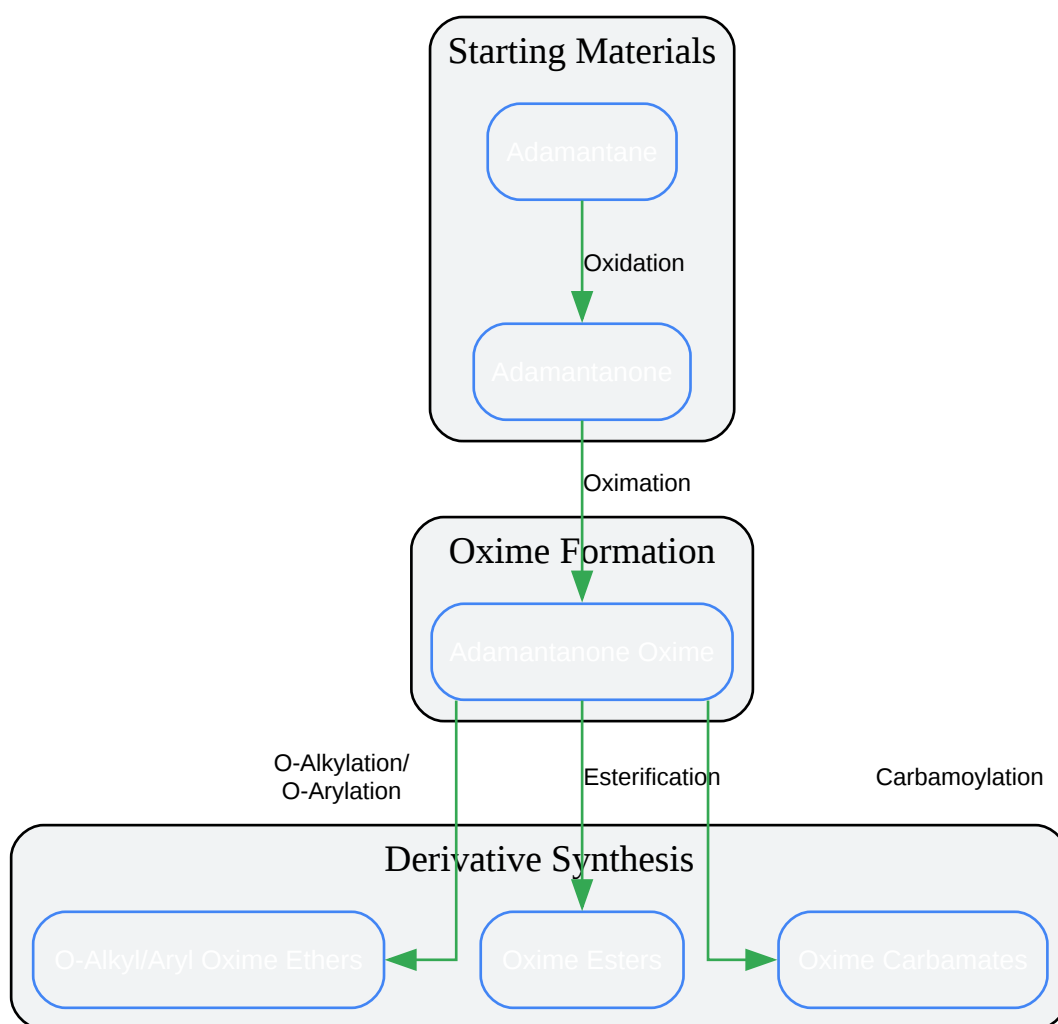 Starting Materials
Adamantane
Oxidation
Adamantanone
Oximation
Oxime Formation
Adamantanone Oxime
O-Alkylation/
O-Arylation
Esterification
Carbamoylation
Derivative Synthesis
O-Alkyl/Aryl Oxime Ethers
Oxime Esters
Oxime Carbamates